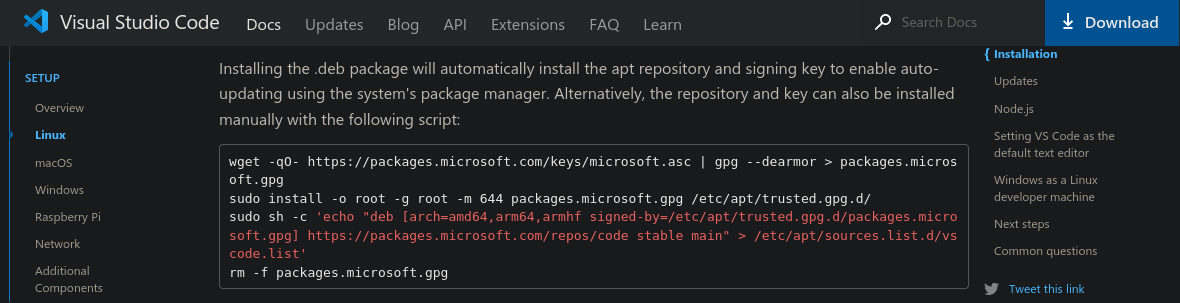 Visual Studio Code Docs Updates Blog API Extensions FAQ Learn Search Docs Download
SETUP
Overview
Linux
macOS
Windows
Raspberry Pi
Network
Additional
Components
Installing the .deb package will automatically install the apt repository and signing key to enable auto-
updating using the system's package manager. Alternatively, the repository and key can also be installed
manually with the following script:
wget -qO- https://packages.microsoft.com/keys/microsoft.asc | gpg --dearmor > packages.micros
oft.gpg
sudo install -o root -g root -m 644 packages.microsoft.gpg /etc/apt/trusted.gpg.d/
sudo sh -c 'echo "deb [arch=amd64,arm64,armhf signed-by=/etc/apt/trusted.gpg.d/packages.micro
soft.gpg] https://packages.microsoft.com/repos/code stable main" > /etc/apt/sources.list.d/vs
code.list'
rm -f packages.microsoft.gpg
{ Installation
Updates
Node.js
Setting VS Code as the
default text editor
Windows as a Linux
developer machine
Next steps
Common questions
Tweet this link